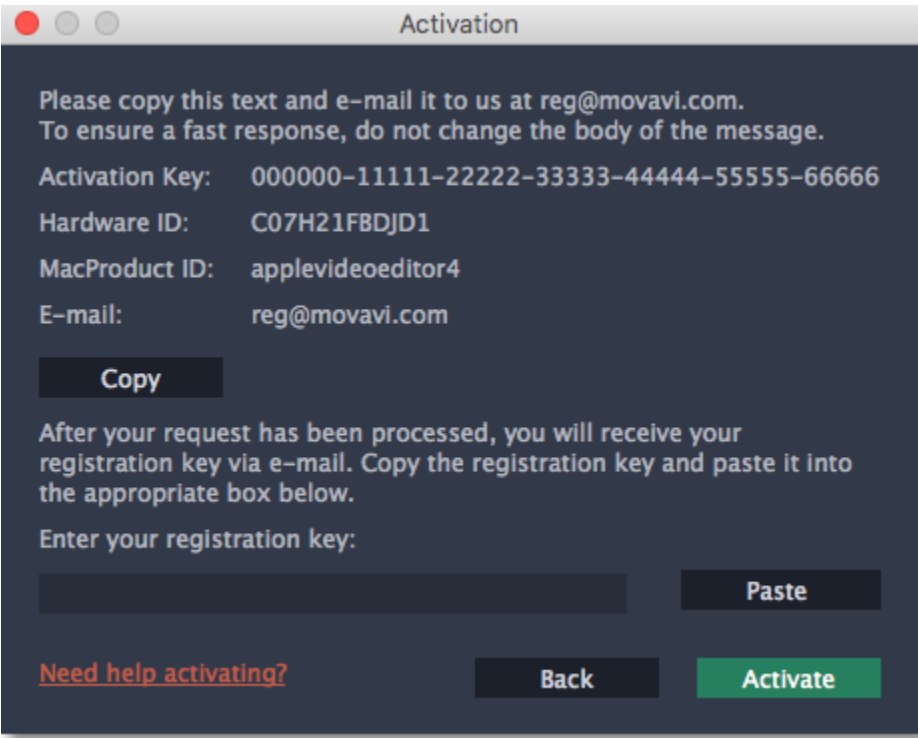 Activation
Please copy this text and e-mail it to us at reg@movavi.com.
To ensure a fast response, do not change the body of the message.
Activation Key: 000000-11111-22222-33333-44444-55555-66666
Hardware ID: C07H21FBDJD1
MacProduct ID: applevideoeditor4
E-mail: reg@movavi.com
Copy
After your request has been processed, you will receive your
registration key via e-mail. Copy the registration key and paste it into
the appropriate box below.
Enter your registration key:
Paste
Need help activating? Back Activate